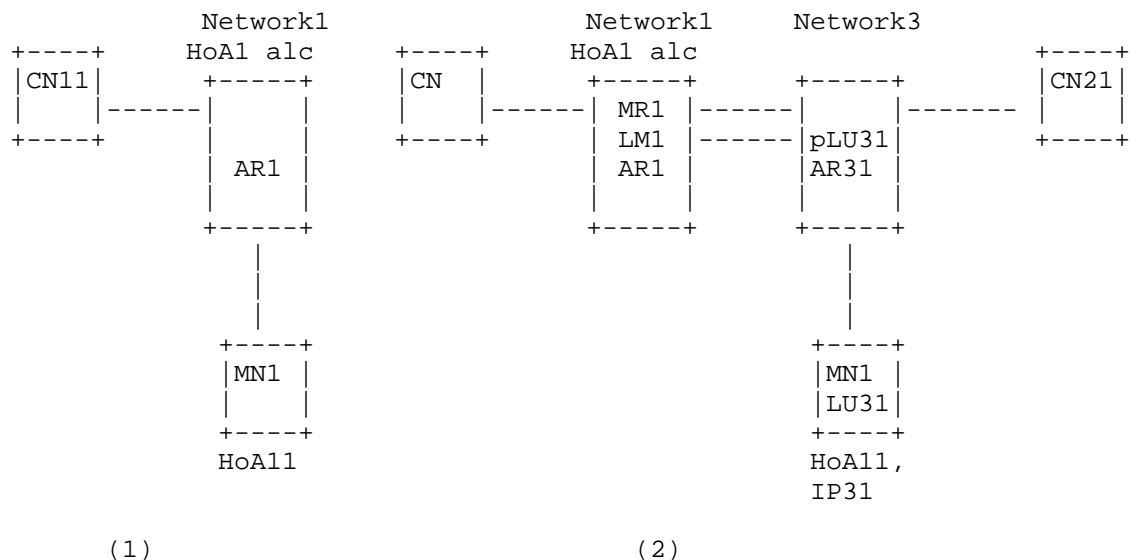 Network1 Network1 Network3
HoA1 alc HoA1 alc
CN11 CN CN21
MR1
LM1 pLU31
AR1 AR1 AR31
MN1 MN1
LU31
HoA11 HoA11,
IP31
(1) (2)